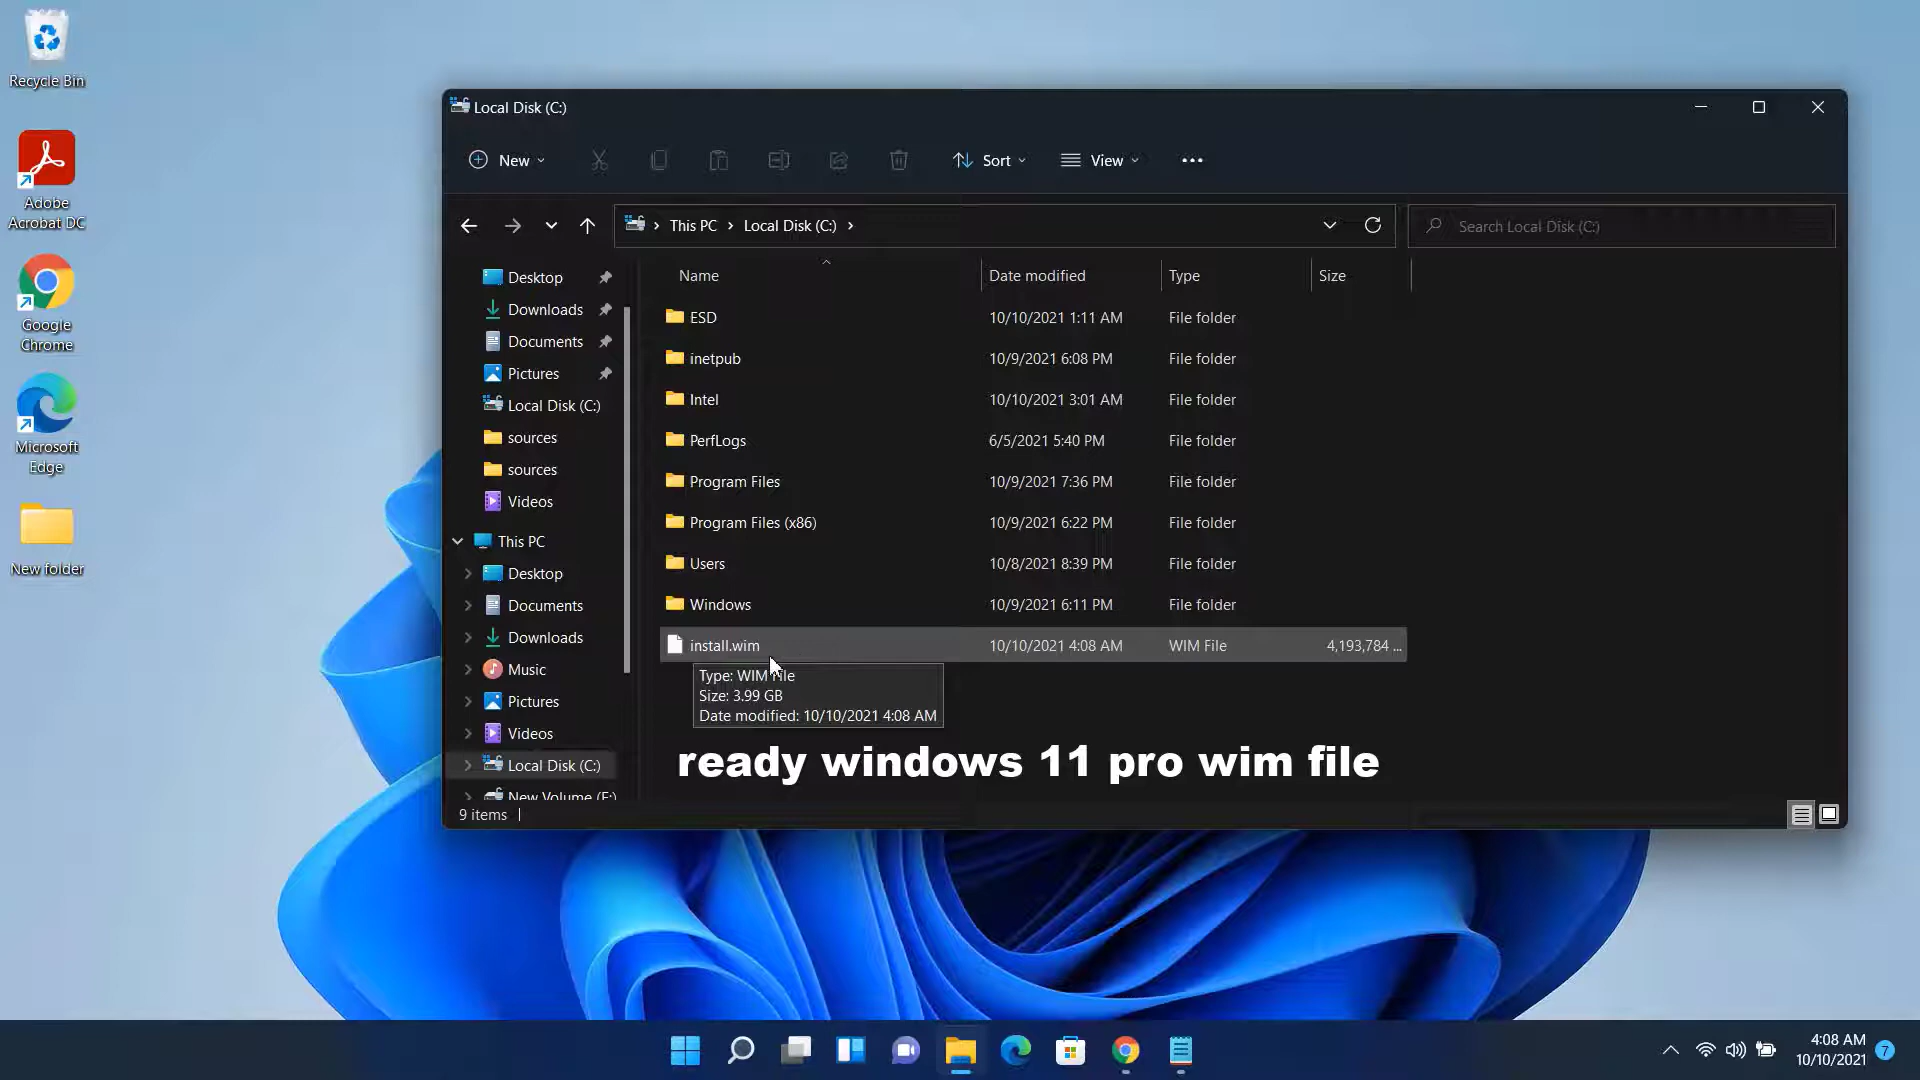 Recycle Bin
Adobe
Acrobat DC
Google
Chrome
Microsoft
Edge
New folder
Local Disk (C:)
New
Sort
View
This PC
Local Disk (C:)
Search Local Disk (C:)
Desktop
Downloads
Documents
Pictures
Local Disk (C:)
sources
sources
Videos
This PC
Desktop
Documents
Downloads
Music
Pictures
Videos
Local Disk (C:)
New Volume (E:)
Name Date modified Type Size
ESD 10/10/2021 1:11 AM File folder
inetpub 10/9/2021 6:08 PM File folder
Intel 10/10/2021 3:01 AM File folder
PerfLogs 6/5/2021 5:40 PM File folder
Program Files 10/9/2021 7:36 PM File folder
Program Files (x86) 10/9/2021 6:22 PM File folder
Users 10/8/2021 8:39 PM File folder
Windows 10/9/2021 6:11 PM File folder
install.wim 10/10/2021 4:08 AM WIM File 4,193,784 ...
Type: WIM File
Size: 3.99 GB
Date modified: 10/10/2021 4:08 AM
ready windows 11 pro wim file
9 items
4:08 AM
10/10/2021
7